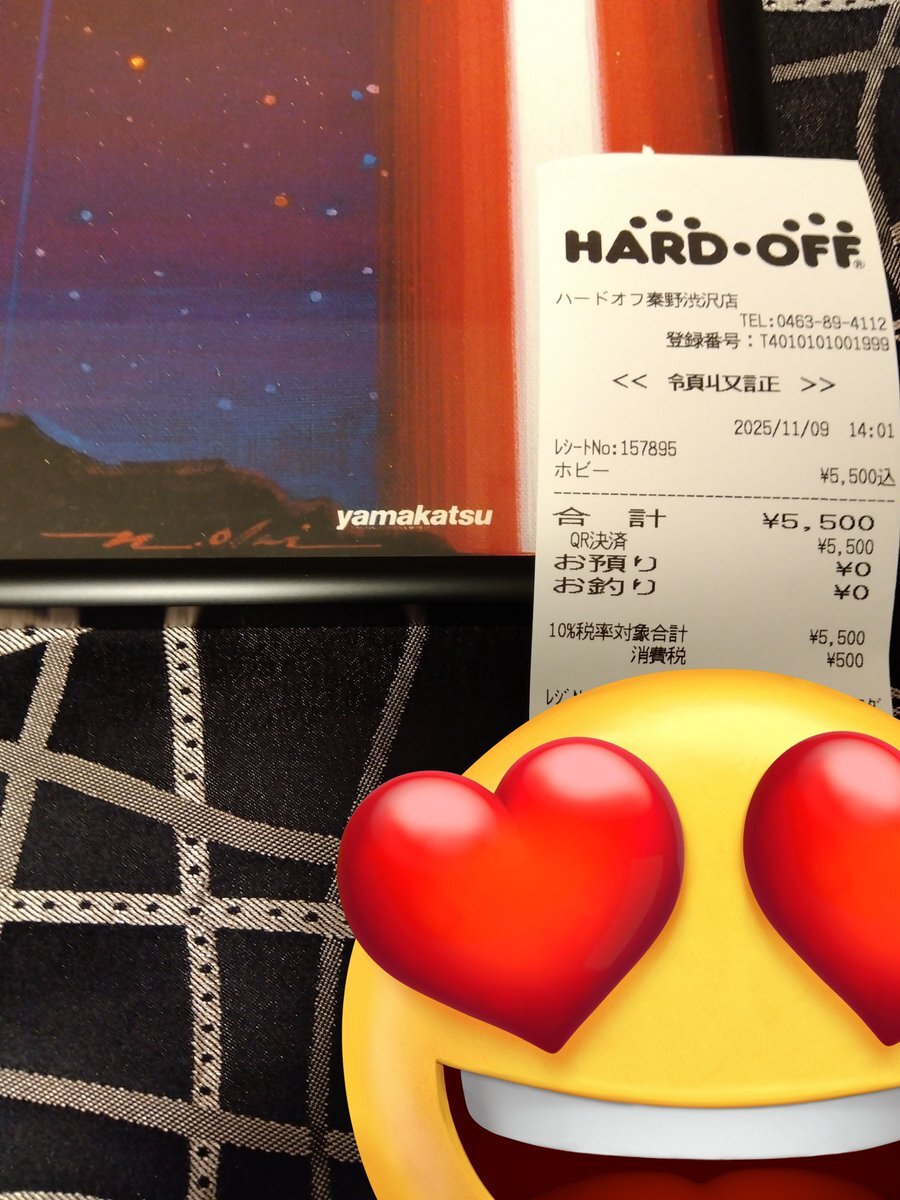 yamakatsu
n.ohri
HARD・OFF®
ハードオフ秦野渋沢店
TEL:0463-89-4112
登録番号：T4010101001999
<< 領収証 >>
2025/11/09 14:01
ﾚｼｰﾄNo:157895
ホビー ¥5,500込
合 計 ¥5,500
QR決済 ¥5,500
お預り ¥0
お釣り ¥0
10%税率対象合計 ¥5,500
消費税 ¥500